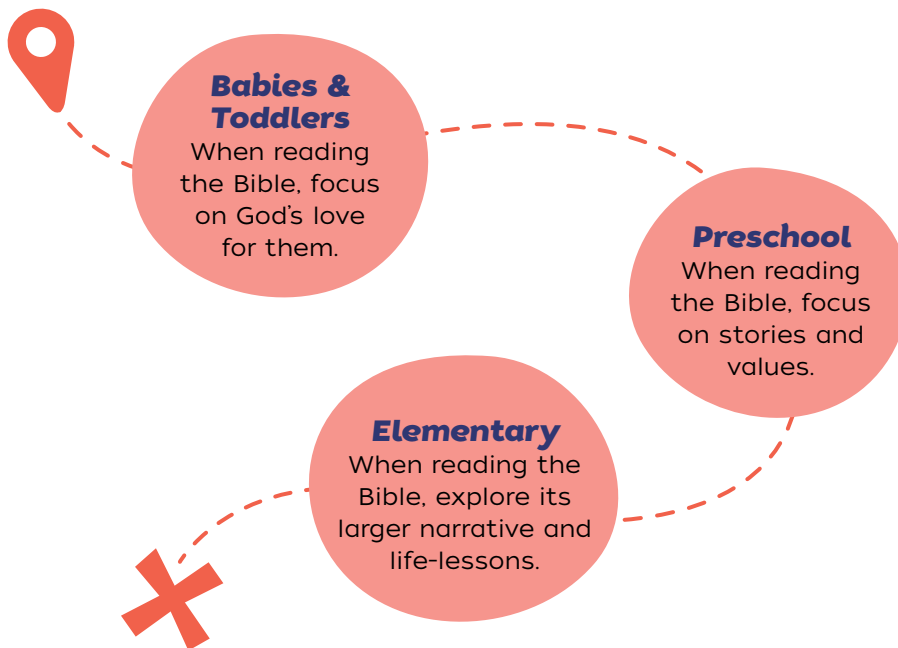 Babies &
Toddlers
When reading
the Bible, focus
on God’s love
for them.
Preschool
When reading
the Bible, focus
on stories and
values.
Elementary
When reading the
Bible, explore its
larger narrative and
life-lessons.